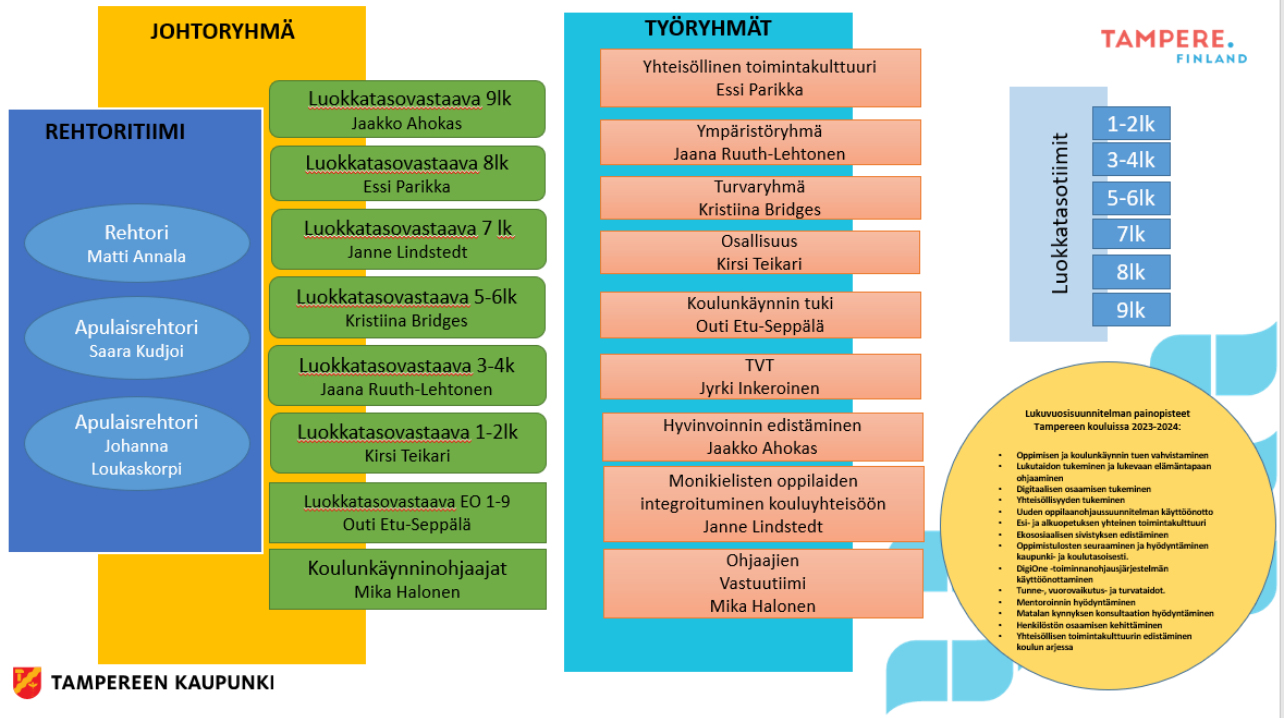 JOHTORYHMÄ
REHTORITIIMI
Rehtori
Matti Annala
Apulaisrehtori
Saara Kudjoi
Apulaisrehtori
Johanna
Loukaskorpi
Luokkatasovastaava 9lk
Jaakko Ahokas
Luokkatasovastaava 8lk
Essi Parikka
Luokkatasovastaava 7 lk
Janne Lindstedt
Luokkatasovastaava 5-6lk
Kristiina Bridges
Luokkatasovastaava 3-4k
Jaana Ruuth-Lehtonen
Luokkatasovastaava 1-2lk
Kirsi Teikari
Luokkatasovastaava EO 1-9
Outi Etu-Seppälä
Koulunkäynninohjaajat
Mika Halonen
TYÖRYHMÄT
Yhteisöllinen toimintakulttuuri
Essi Parikka
Ympäristöryhmä
Jaana Ruuth-Lehtonen
Turvaryhmä
Kristiina Bridges
Osallisuus
Kirsi Teikari
Koulunkäynnin tuki
Outi Etu-Seppälä
TVT
Jyrki Inkeroinen
Hyvinvoinnin edistäminen
Jaakko Ahokas
Monikielisten oppilaiden
integroituminen kouluyhteisöön
Janne Lindstedt
Ohjaajien
Vastuutiimi
Mika Halonen
TAMPERE.
FINLAND
Luokkatasotiimit
1-2lk
3-4lk
5-6lk
7lk
8lk
9lk
Lukuvuosisuunnitelman painopisteet
Tampereen kouluissa 2023-2024:
• Oppimisen ja koulunkäynnin tuen vahvistaminen
• Lukutaidon tukeminen ja lukevaan elämäntapaan
ohjaaminen
• Digitaalisen osaamisen tukeminen
• Yhteisöllisyyden tukeminen
• Uuden oppilaanohjaussuunnitelman käyttöönotto
• Esi- ja alkuopetuksen yhteinen toimintakulttuuri
• Ekososiaalisen sivistyksen edistäminen
• Oppimistulosten seuraaminen ja hyödyntäminen
kaupunki- ja koulutasoisesti.
• DigiOne -toiminnanohjausjärjestelmän
käyttöönottaminen
• Tunne-, vuorovaikutus- ja turvataidot.
• Mentoroinnin hyödyntäminen
• Matalan kynnyksen konsultaation hyödyntäminen
• Henkilöstön osaamisen kehittäminen
• Yhteisöllisen toimintakulttuurin edistäminen
koulun arjessa
TAMPEREEN KAUPUNKI